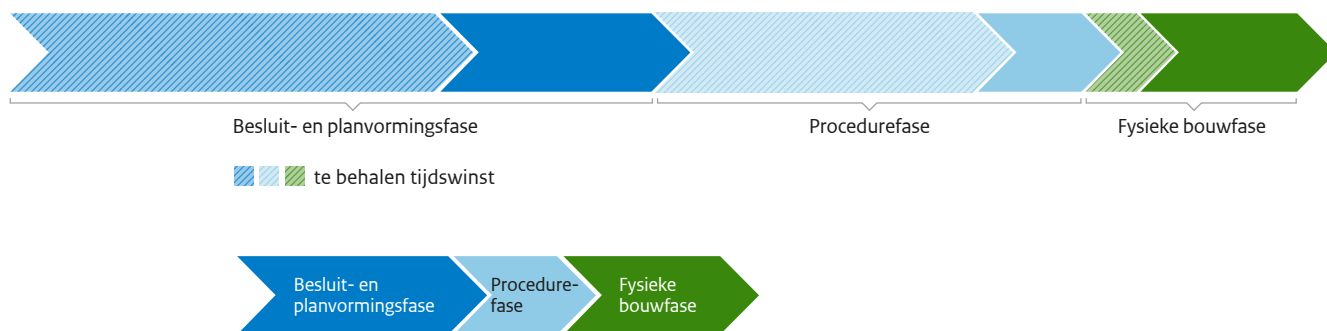 Besluit- en planvormingsfase
Procedurefase
Fysieke bouwfase
te behalen tijdswinst
Besluit- en
planvormingsfase
Procedure-
fase
Fysieke
bouwfase